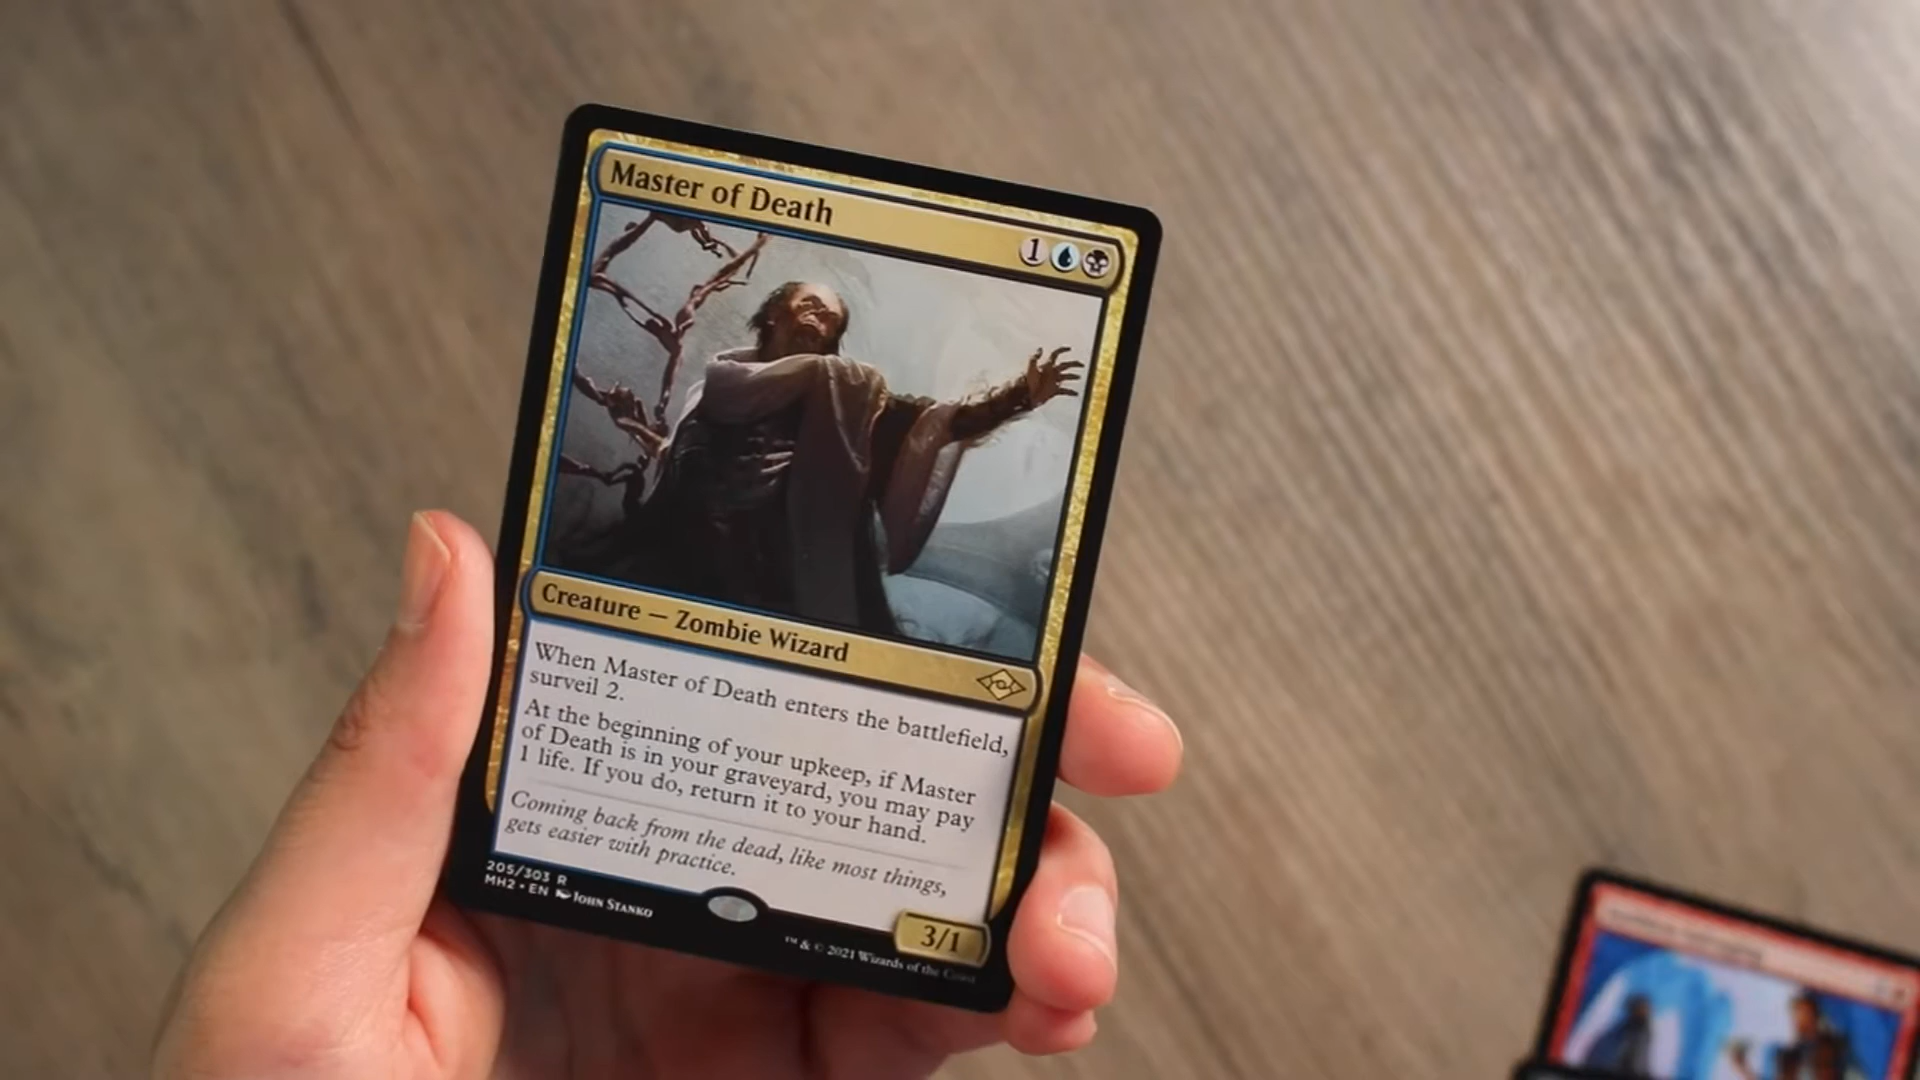 Master of Death
1
Creature — Zombie Wizard
When Master of Death enters the battlefield,
surveil 2.
At the beginning of your upkeep, if Master
of Death is in your graveyard, you may pay
1 life. If you do, return it to your hand.
Coming back from the dead, like most things,
gets easier with practice.
205/303 R
MH2 • EN John Stanko
™ & © 2021 Wizards of the Coast
3/1